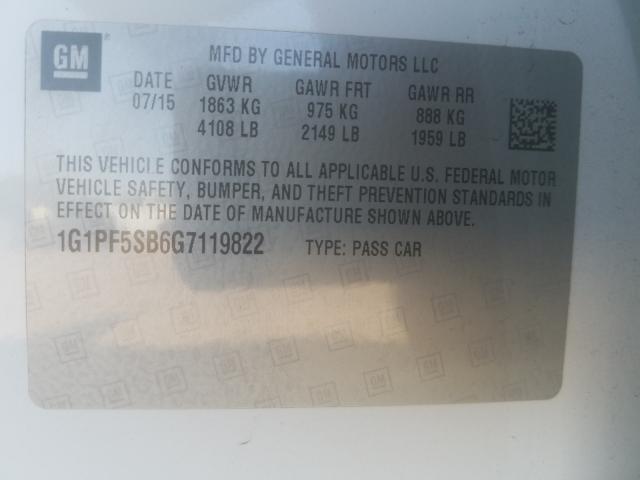 GM
MFD BY GENERAL MOTORS LLC
DATE GVWR GAWR FRT GAWR RR
07/15 1863 KG 975 KG 888 KG
4108 LB 2149 LB 1959 LB
THIS VEHICLE CONFORMS TO ALL APPLICABLE U.S. FEDERAL MOTOR
VEHICLE SAFETY, BUMPER, AND THEFT PREVENTION STANDARDS IN
EFFECT ON THE DATE OF MANUFACTURE SHOWN ABOVE.
1G1PF5SB6G7119822 TYPE: PASS CAR